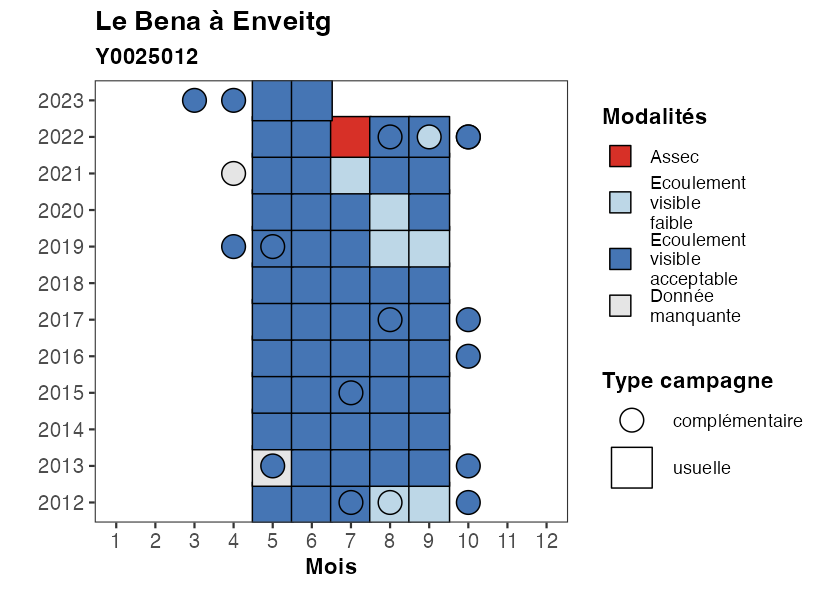 Le Bena à Enveitg
Y0025012
2023
2022
2021
2020
2019
2018
2017
2016
2015
2014
2013
2012
1 2 3 4 5 6 7 8 9 10 11 12
Mois
Modalités
Assec
Ecoulement
visible
faible
Ecoulement
visible
acceptable
Donnée
manquante
Type campagne
complémentaire
usuelle